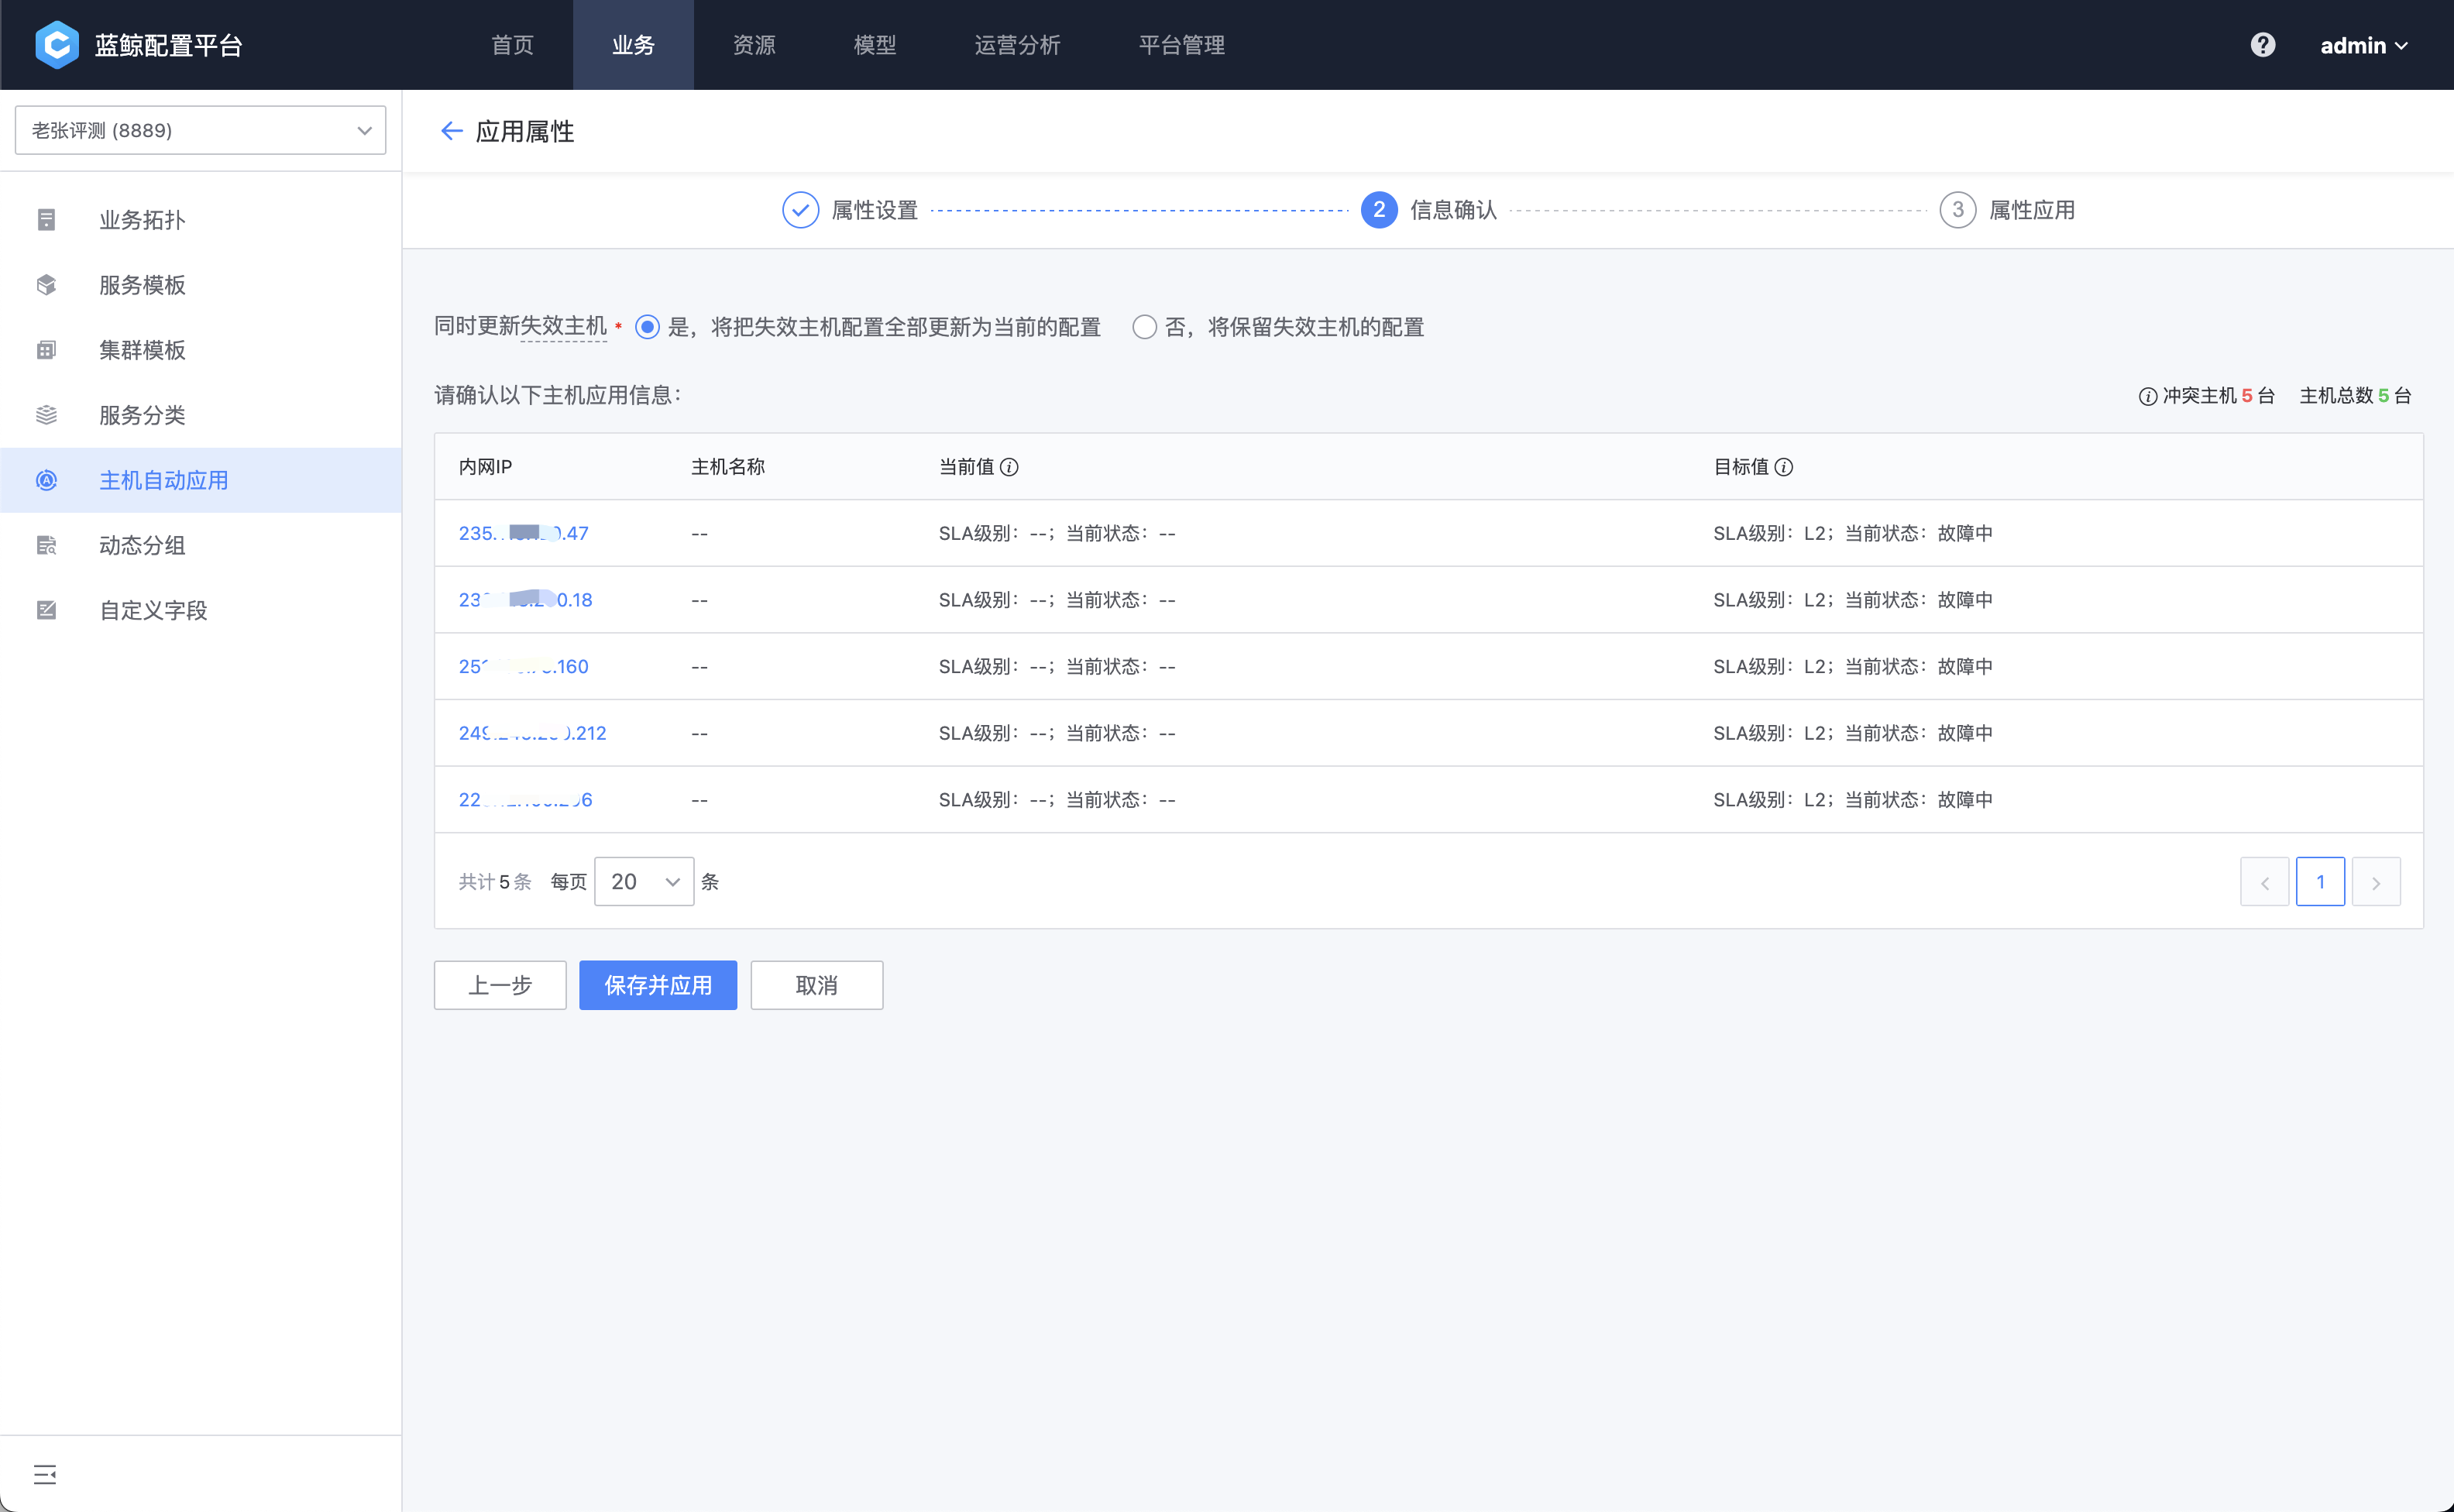 蓝鲸配置平台 首页 业务 资源 模型 运营分析 平台管理 admin
老张评测 (8889)
业务拓扑
服务模板
集群模板
服务分类
主机自动应用
动态分组
自定义字段
应用属性
属性设置 2 信息确认 3 属性应用
同时更新失效主机 * 是，将把失效主机配置全部更新为当前的配置 否，将保留失效主机的配置
请确认以下主机应用信息：
冲突主机 5 台 主机总数 5 台
内网IP 主机名称 当前值 目标值
235. .47 -- SLA级别：--；当前状态：-- SLA级别：L2；当前状态：故障中
23 0.18 -- SLA级别：--；当前状态：-- SLA级别：L2；当前状态：故障中
25 .160 -- SLA级别：--；当前状态：-- SLA级别：L2；当前状态：故障中
249 .212 -- SLA级别：--；当前状态：-- SLA级别：L2；当前状态：故障中
22 6 -- SLA级别：--；当前状态：-- SLA级别：L2；当前状态：故障中
共计 5 条 每页 20 条 1
上一步 保存并应用 取消